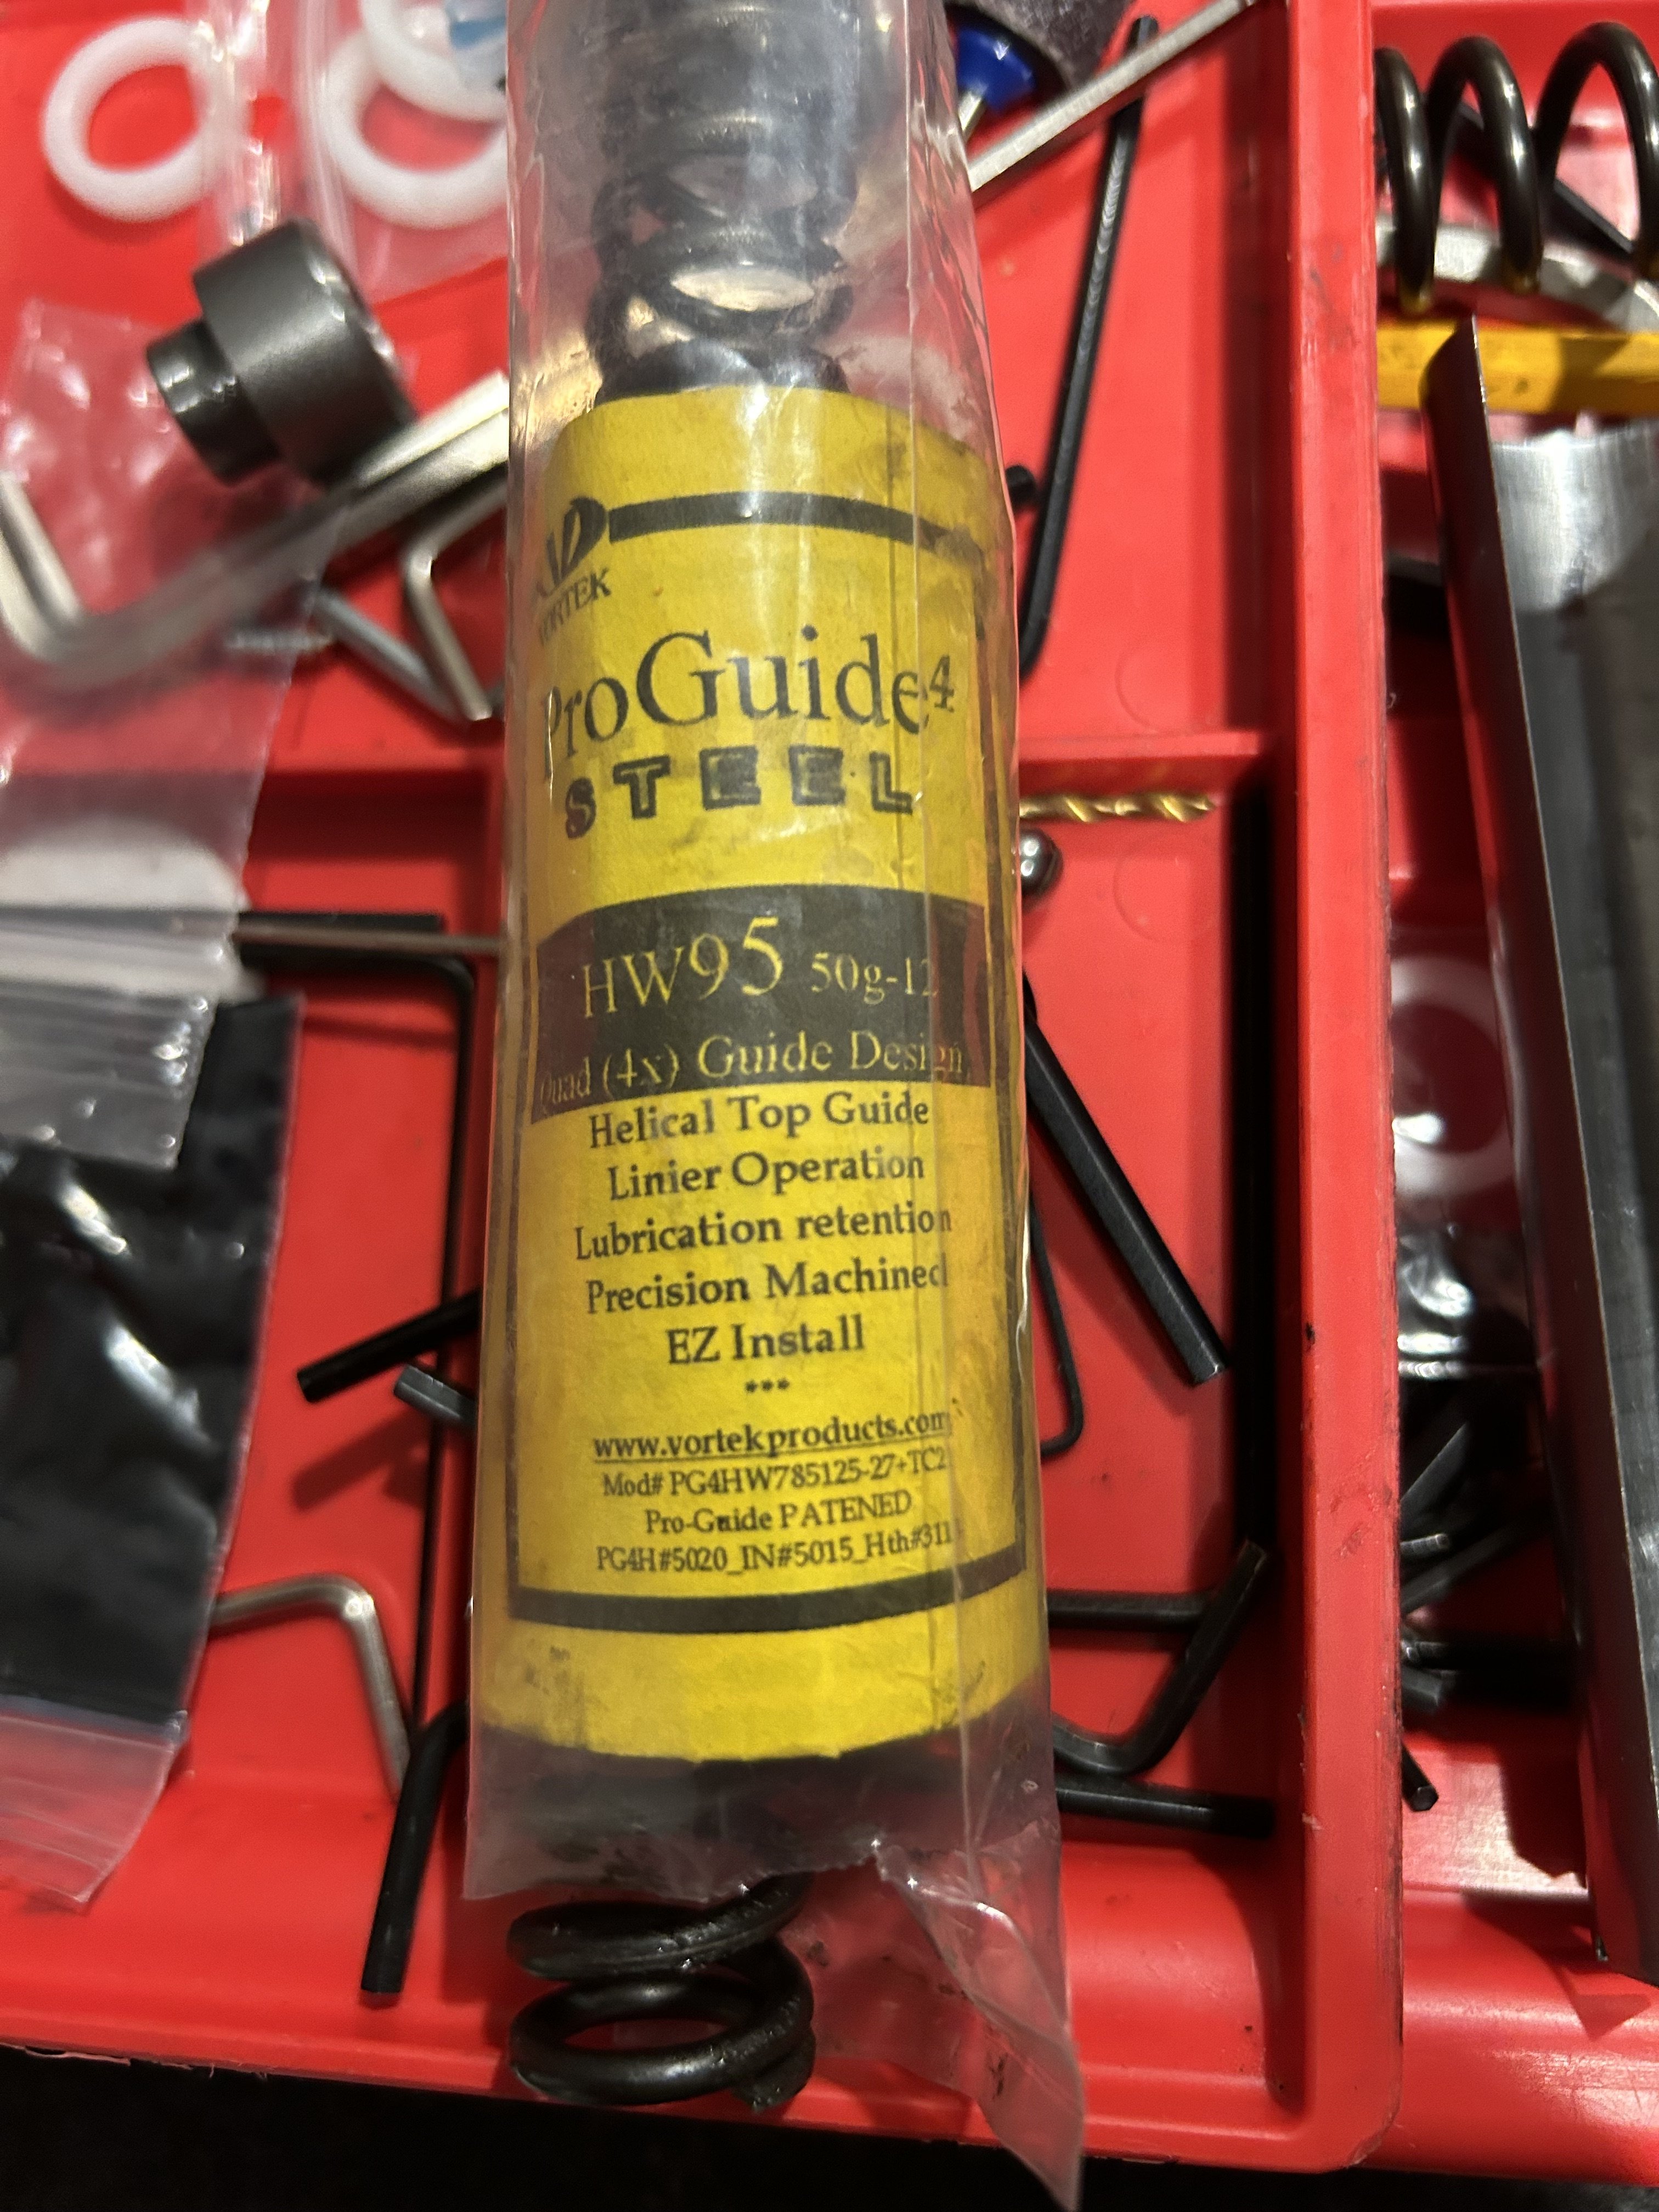 VORTEK
ProGuide4
STEEL
HW95 50g-12
Quad (4x) Guide Design
Helical Top Guide
Linier Operation
Lubrication retention
Precision Machined
EZ Install
***
www.vortekproducts.com
Mod# PG4HW785125-27+TC2
Pro-Guide PATENED
PG4H#5020_IN#5015_Hth#311